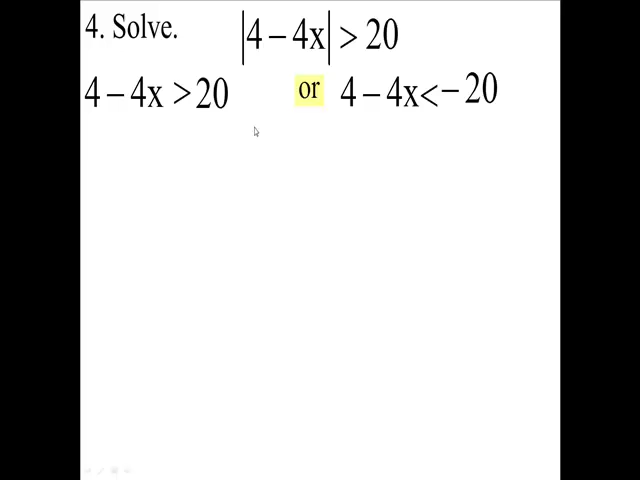 4. Solve. |4 − 4x| > 20
4 − 4x > 20 or 4 − 4x < − 20